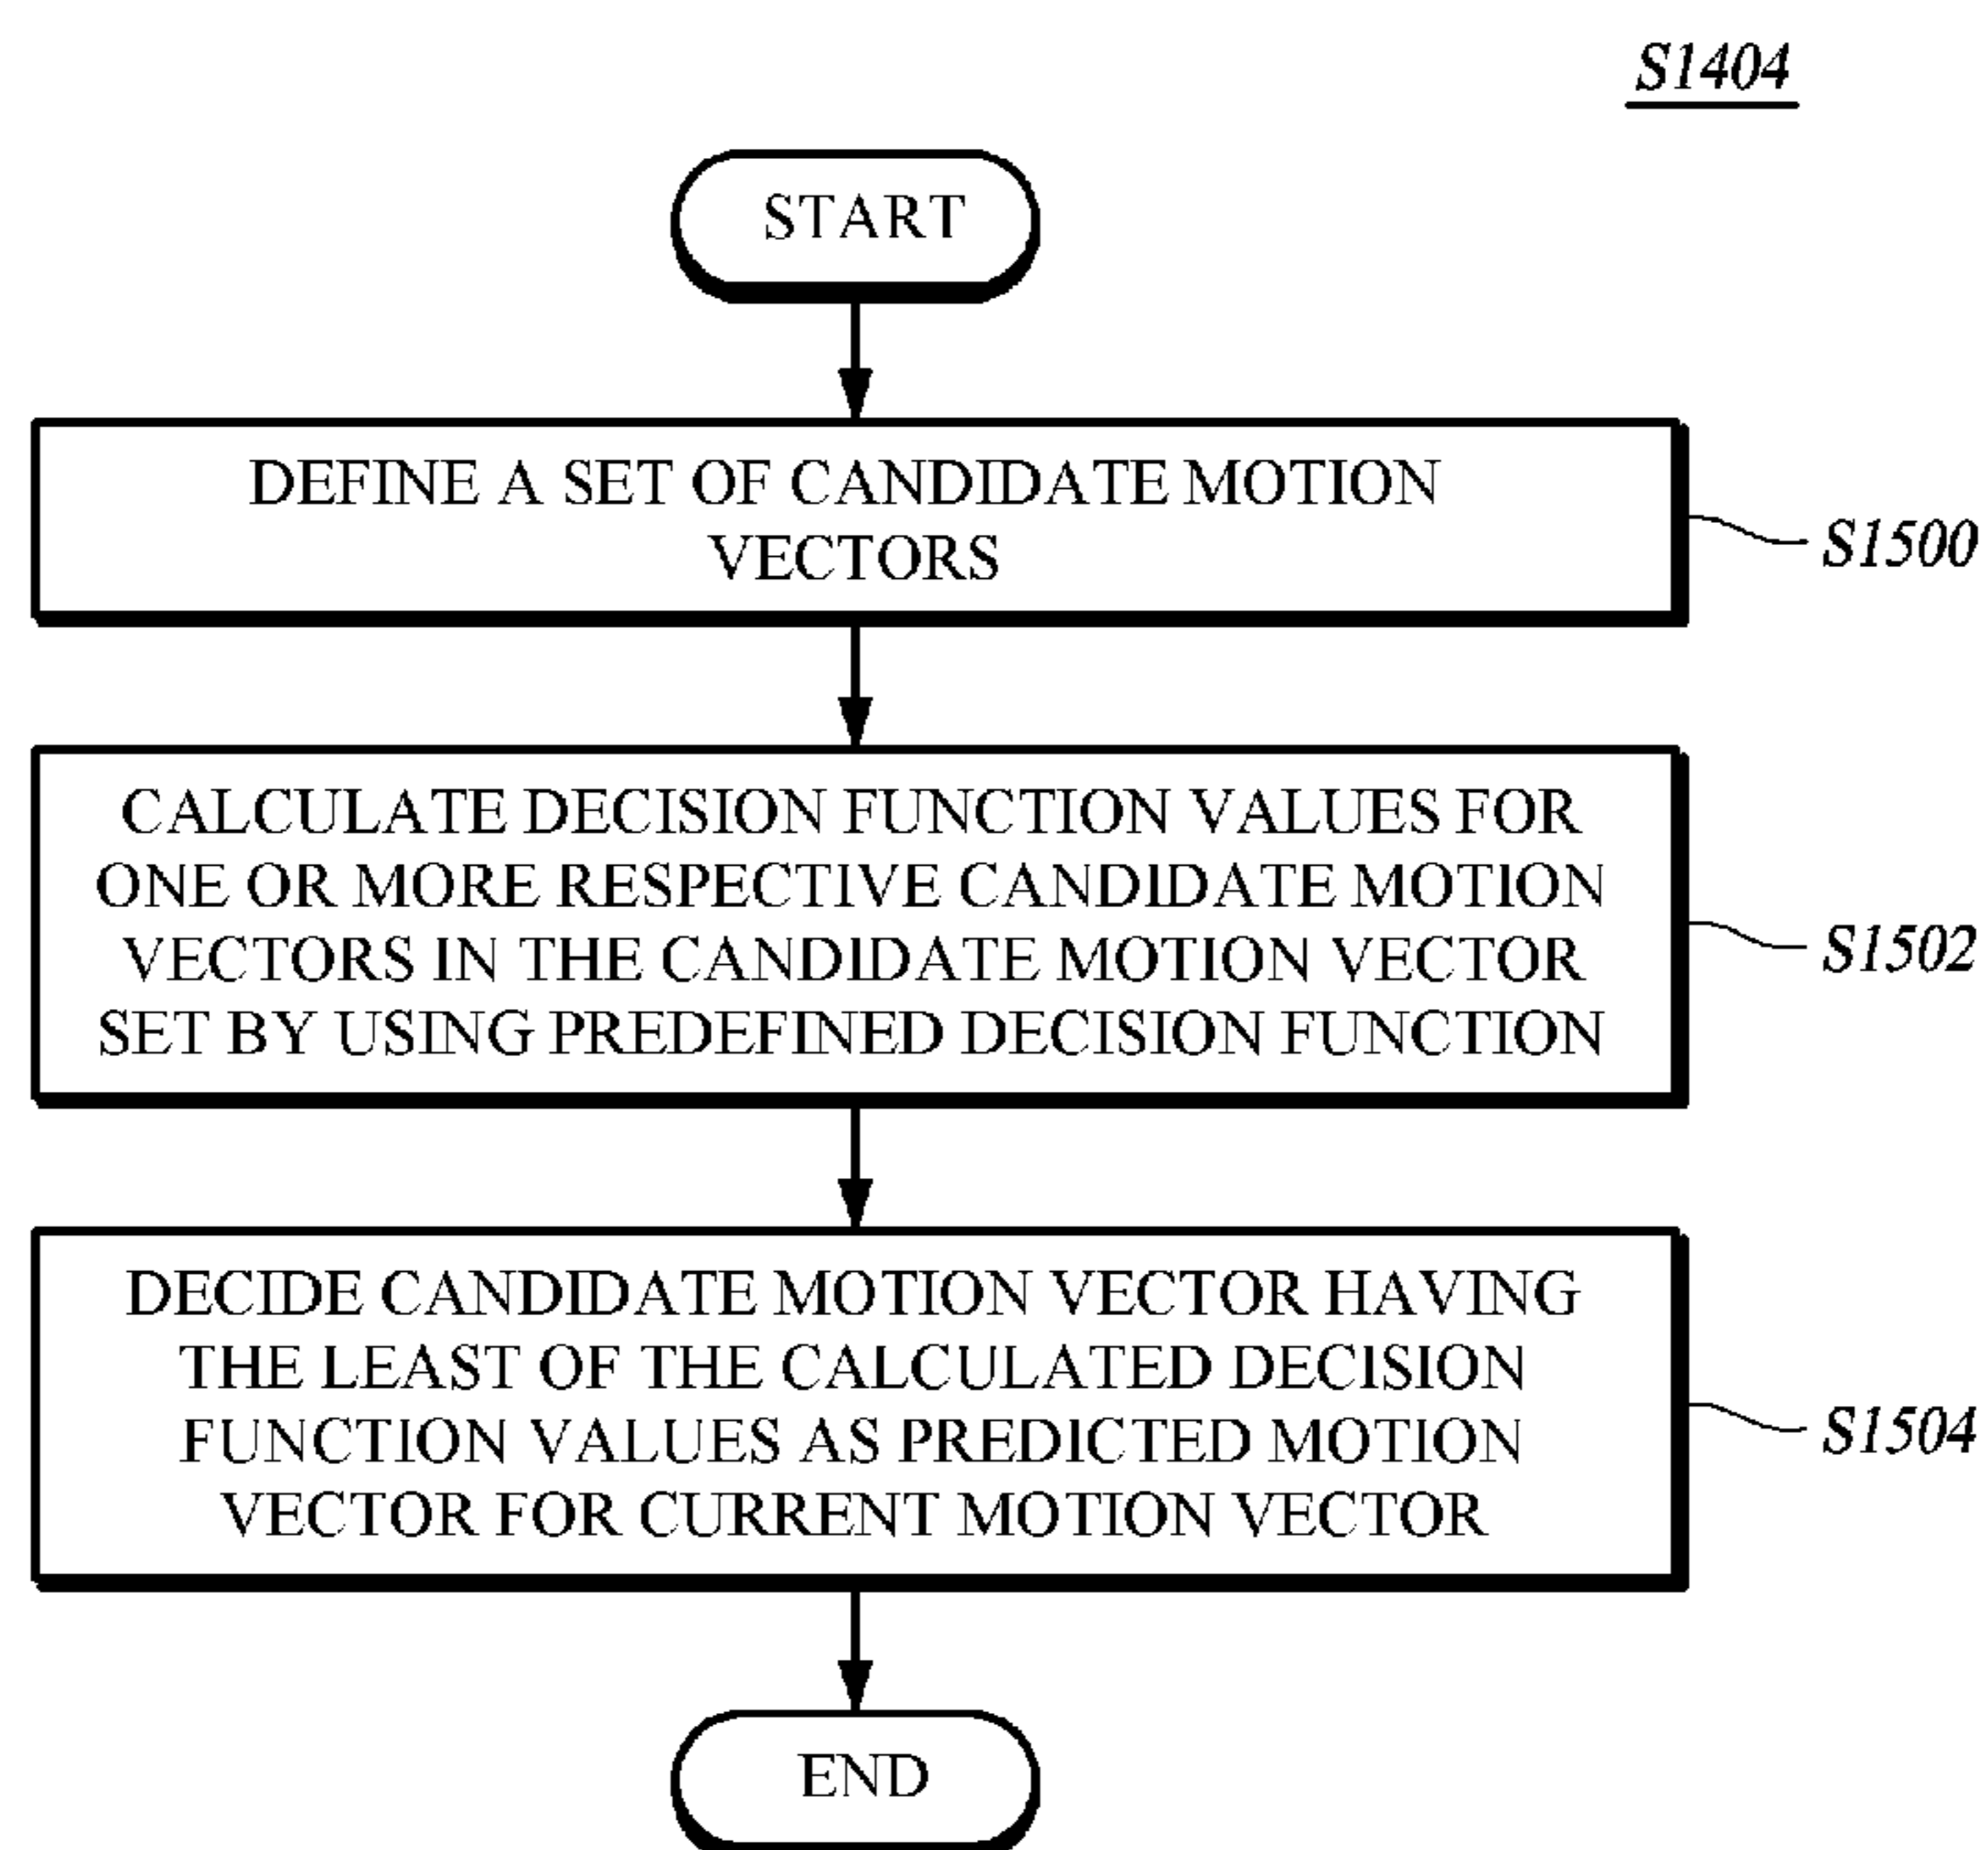 S1404
START
DEFINE A SET OF CANDIDATE MOTION
VECTORS
S1500
CALCULATE DECISION FUNCTION VALUES FOR
ONE OR MORE RESPECTIVE CANDIDATE MOTION
VECTORS IN THE CANDIDATE MOTION VECTOR
SET BY USING PREDEFINED DECISION FUNCTION
S1502
DECIDE CANDIDATE MOTION VECTOR HAVING
THE LEAST OF THE CALCULATED DECISION
FUNCTION VALUES AS PREDICTED MOTION
VECTOR FOR CURRENT MOTION VECTOR
S1504
END